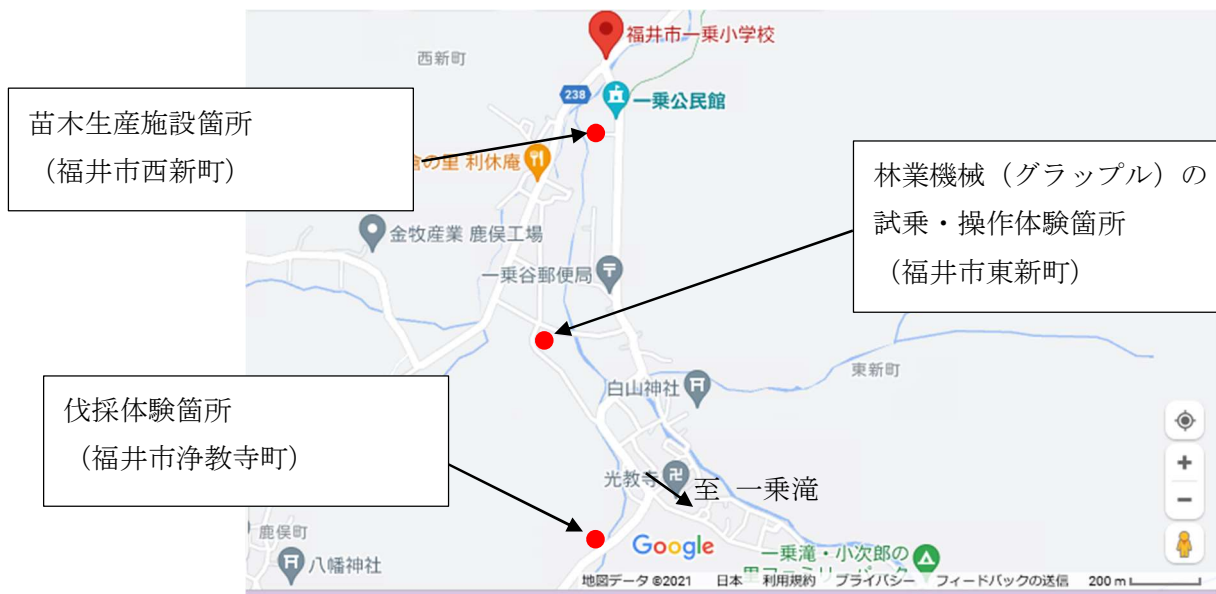 福井市一乗小学校
西新町
238
一乗公民館
苗木生産施設箇所
（福井市西新町）
の里 利休庵
林業機械（グラップル）の
試乗・操作体験箇所
（福井市東新町）
金牧産業 鹿俣工場
一乗谷郵便局
東新町
白山神社
伐採体験箇所
（福井市浄教寺町）
光教寺
至 一乗滝
鹿俣町
八幡神社
Google
一乗滝・小次郎の
里ファミリーパーク
地図データ ©2021 日本 利用規約 プライバシー フィードバックの送信 200 m